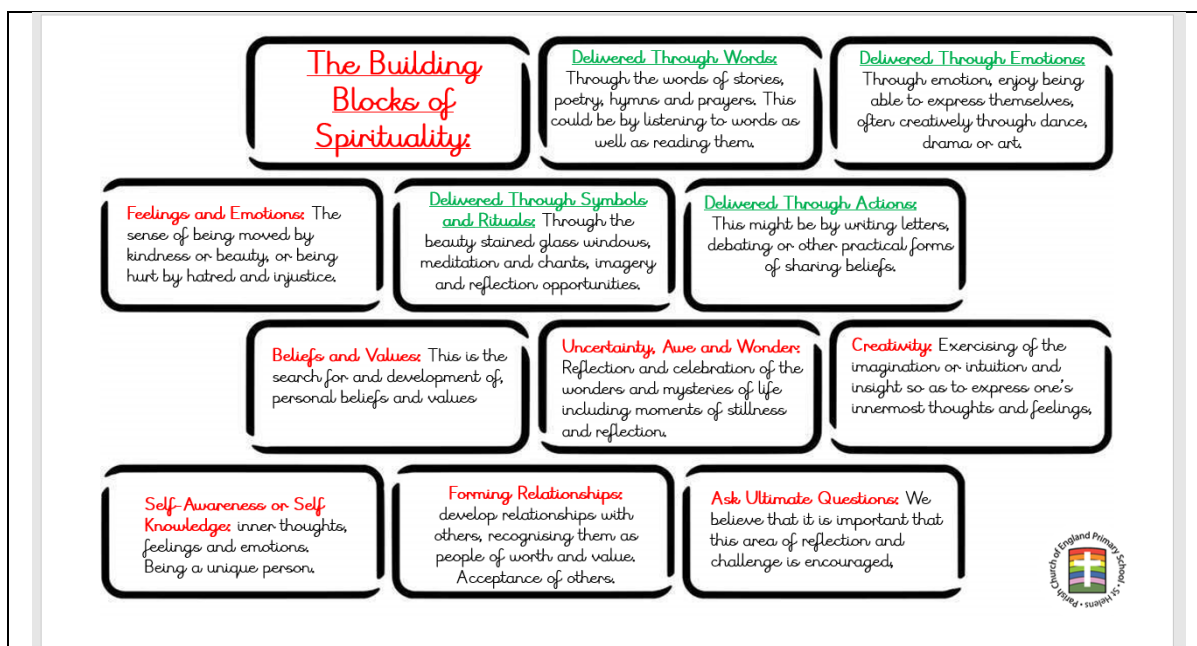 The Building
Blocks of
Spirituality:
Delivered Through Words:
Through the words of stories,
poetry, hymns and prayers. This
could be by listening to words as
well as reading them.
Delivered Through Emotions:
Through emotion, enjoy being
able to express themselves,
often creatively through dance,
drama or art.
Feelings and Emotions: The
sense of being moved by
kindness or beauty, or being
hurt by hatred and injustice.
Delivered Through Symbols
and Rituals: Through the
beauty stained glass windows,
meditation and chants, imagery
and reflection opportunities.
Delivered Through Actions:
This might be by writing letters,
debating or other practical forms
of sharing beliefs.
Beliefs and Values: This is the
search for and development of,
personal beliefs and values
Uncertainty, Awe and Wonder:
Reflection and celebration of the
wonders and mysteries of life
including moments of stillness
and reflection.
Creativity: Exercising of the
imagination or intuition and
insight so as to express one's
innermost thoughts and feelings,
Self-Awareness or Self
Knowledge: inner thoughts,
feelings and emotions.
Being a unique person.
Forming Relationships:
develop relationships with
others, recognising them as
people of worth and value.
Acceptance of others.
Ask Ultimate Questions: We
believe that it is important that
this area of reflection and
challenge is encouraged,
Parish Church of England Primary School • St Helens •